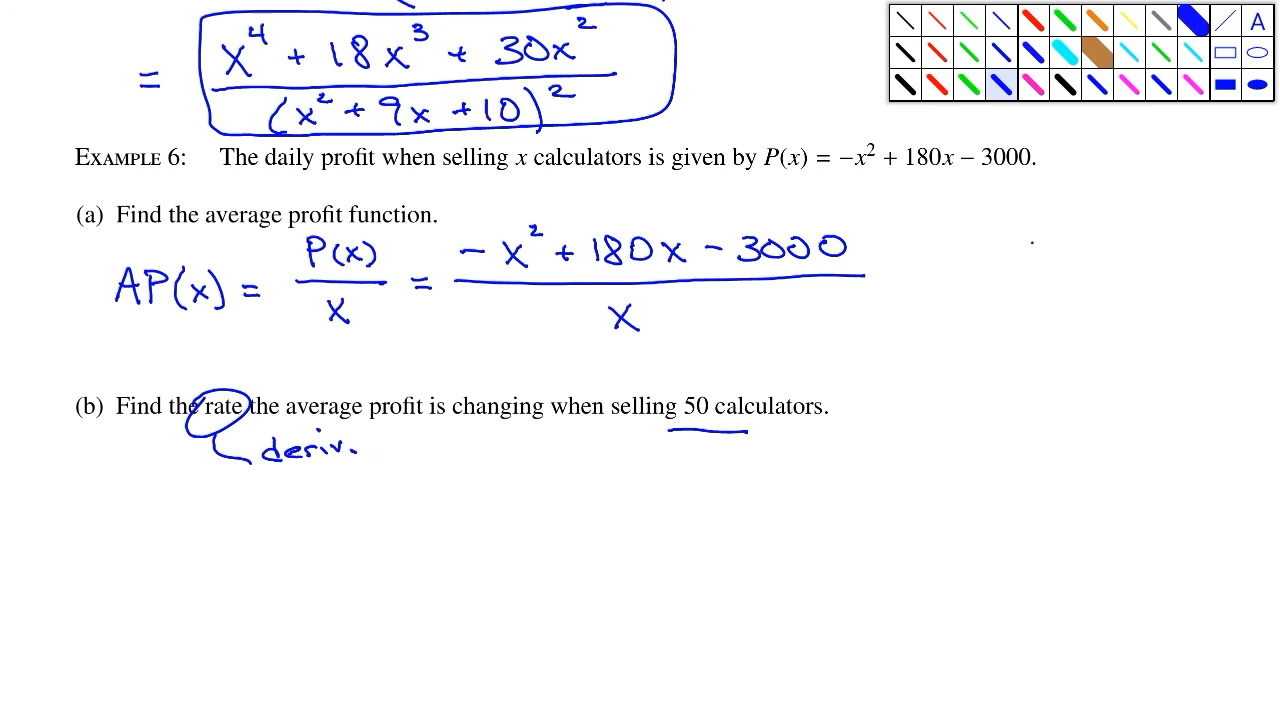 = x⁴ + 18x³ + 30x² / (x² + 9x + 10)²
A
EXAMPLE 6: The daily profit when selling x calculators is given by P(x) = −x² + 180x − 3000.
(a) Find the average profit function.
AP(x) = P(x) / x = − x² + 180x − 3000 / x
(b) Find the rate the average profit is changing when selling 50 calculators.
deriv.